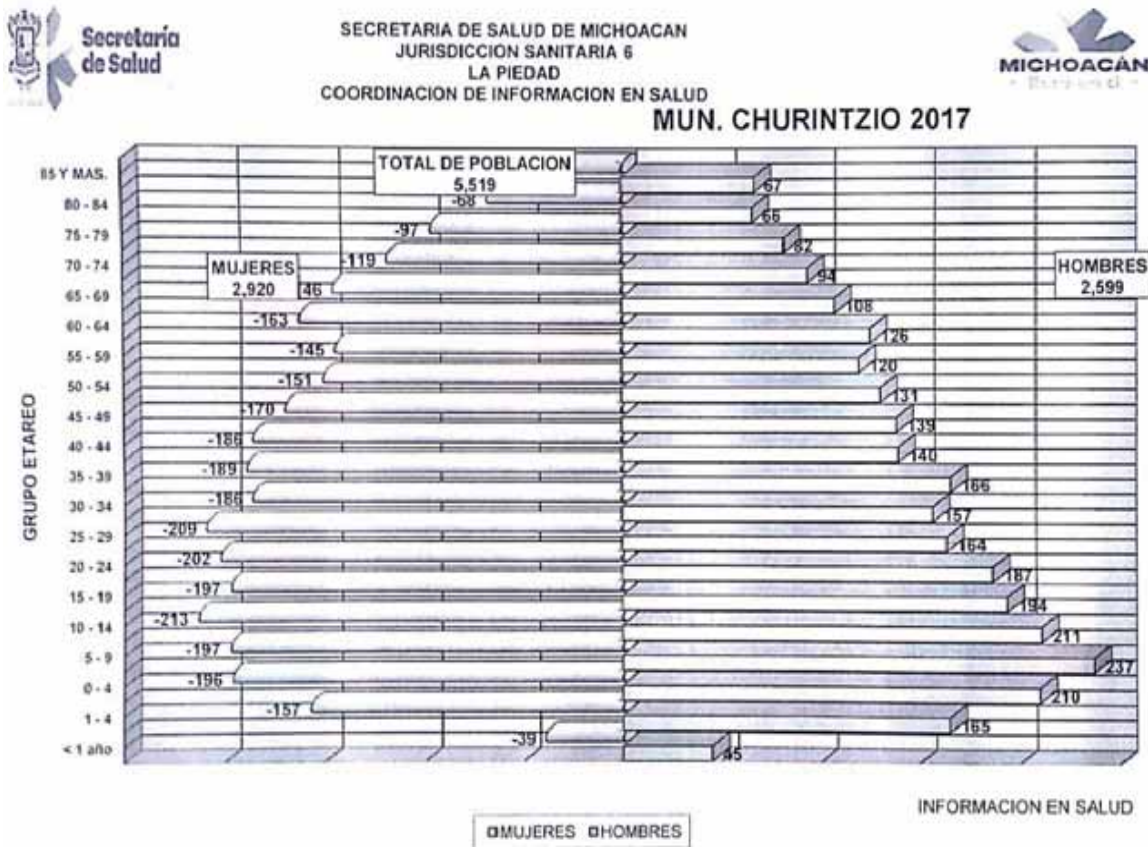 Secretaría
de Salud
SECRETARIA DE SALUD DE MICHOACAN
JURISDICCION SANITARIA 6
LA PIEDAD
COORDINACION DE INFORMACION EN SALUD
MICHOACÁN
MUN. CHURINTZIO 2017
TOTAL DE POBLACION
5,519
MUJERES
2,920
HOMBRES
2,599
GRUPO ETAREO
85 Y MAS.
67
80 - 84
-68
66
75 - 79
-97
82
70 - 74
-119
94
65 - 69
46
108
60 - 64
-163
126
55 - 59
-145
120
50 - 54
-151
131
45 - 49
-170
139
40 - 44
-186
140
35 - 39
-189
166
30 - 34
-186
157
25 - 29
-209
164
20 - 24
-202
187
15 - 19
-197
194
10 - 14
-213
211
5 - 9
-197
237
0 - 4
-196
210
1 - 4
-157
165
< 1 año
-39
45
INFORMACION EN SALUD
MUJERES HOMBRES